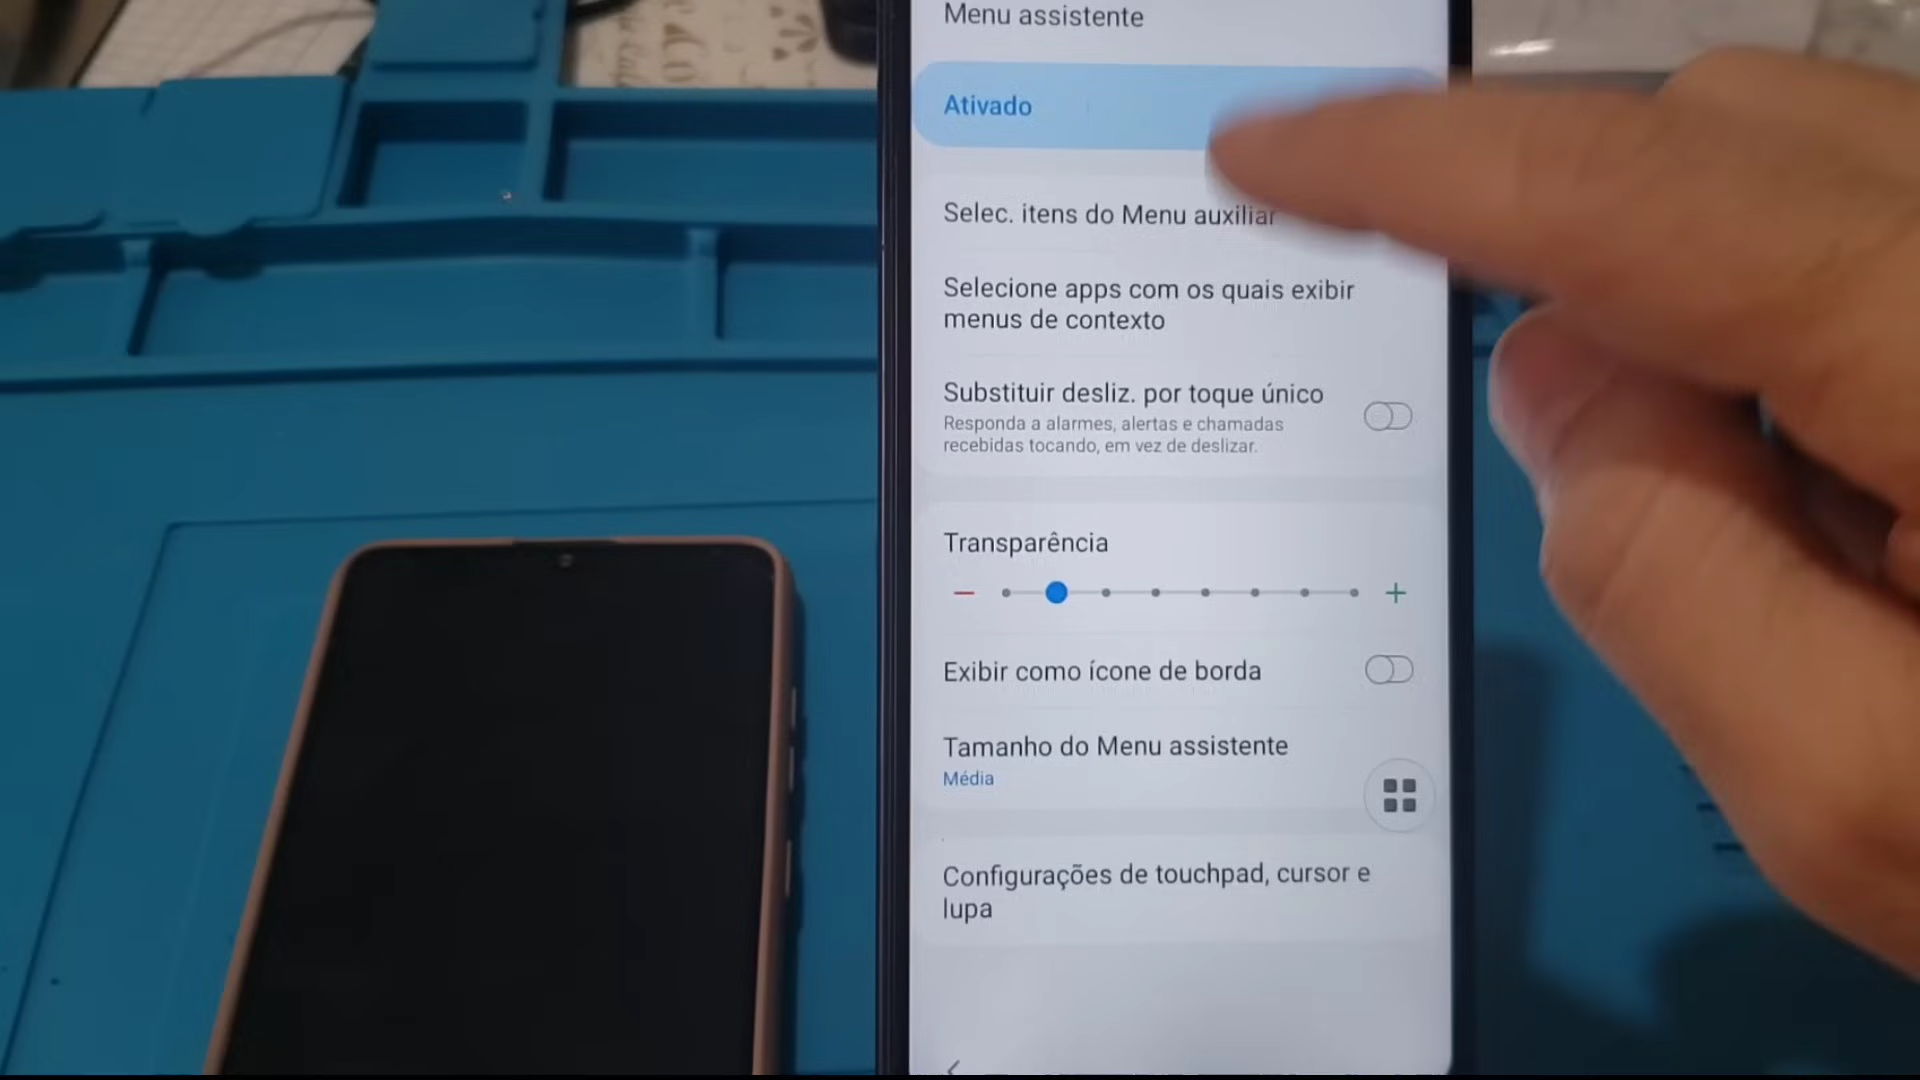 Menu assistente
Ativado
Selec. itens do Menu auxiliar
Selecione apps com os quais exibir
menus de contexto
Substituir desliz. por toque único
Responda a alarmes, alertas e chamadas
recebidas tocando, em vez de deslizar.
Transparência
Exibir como ícone de borda
Tamanho do Menu assistente
Média
Configurações de touchpad, cursor e
lupa